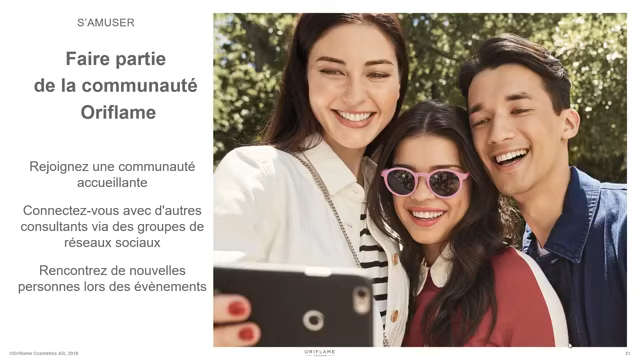 S'AMUSER
Faire partie
de la communauté
Oriflame
Rejoignez une communauté
accueillante
Connectez-vous avec d'autres
consultants via des groupes de
réseaux sociaux
Rencontrez de nouvelles
personnes lors des évènements
©Oriflame Cosmetics AG, 2018
ORIFLAME